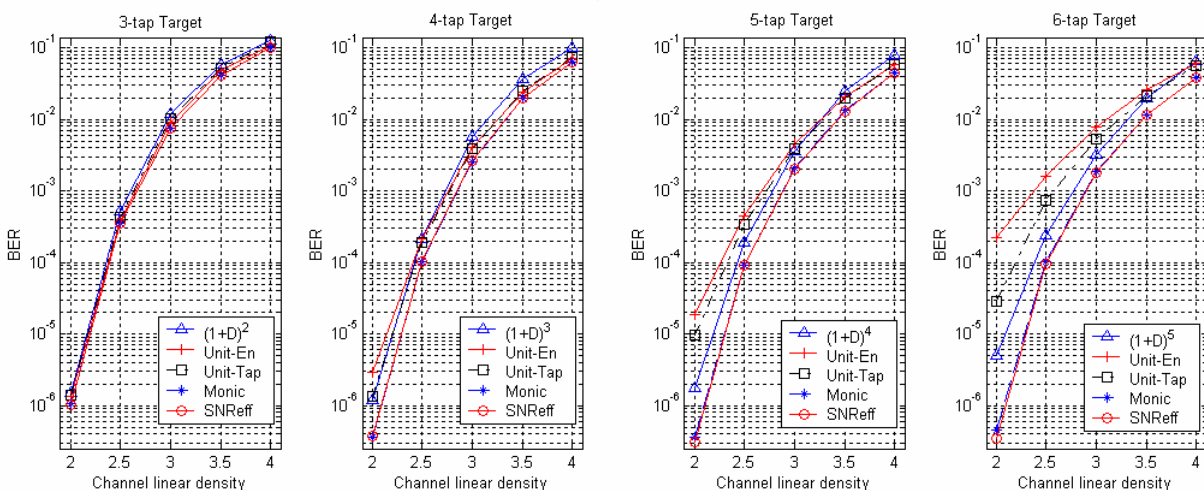 3-tap Target
BER
10^-1
10^-2
10^-3
10^-4
10^-5
10^-6
(1+D)^2
Unit-En
Unit-Tap
Monic
SNReff
2 2.5 3 3.5 4
Channel linear density
4-tap Target
BER
10^-1
10^-2
10^-3
10^-4
10^-5
10^-6
(1+D)^3
Unit-En
Unit-Tap
Monic
SNReff
2 2.5 3 3.5 4
Channel linear density
5-tap Target
BER
10^-1
10^-2
10^-3
10^-4
10^-5
10^-6
(1+D)^4
Unit-En
Unit-Tap
Monic
SNReff
2 2.5 3 3.5 4
Channel linear density
6-tap Target
BER
10^-1
10^-2
10^-3
10^-4
10^-5
10^-6
(1+D)^5
Unit-En
Unit-Tap
Monic
SNReff
2 2.5 3 3.5 4
Channel linear density